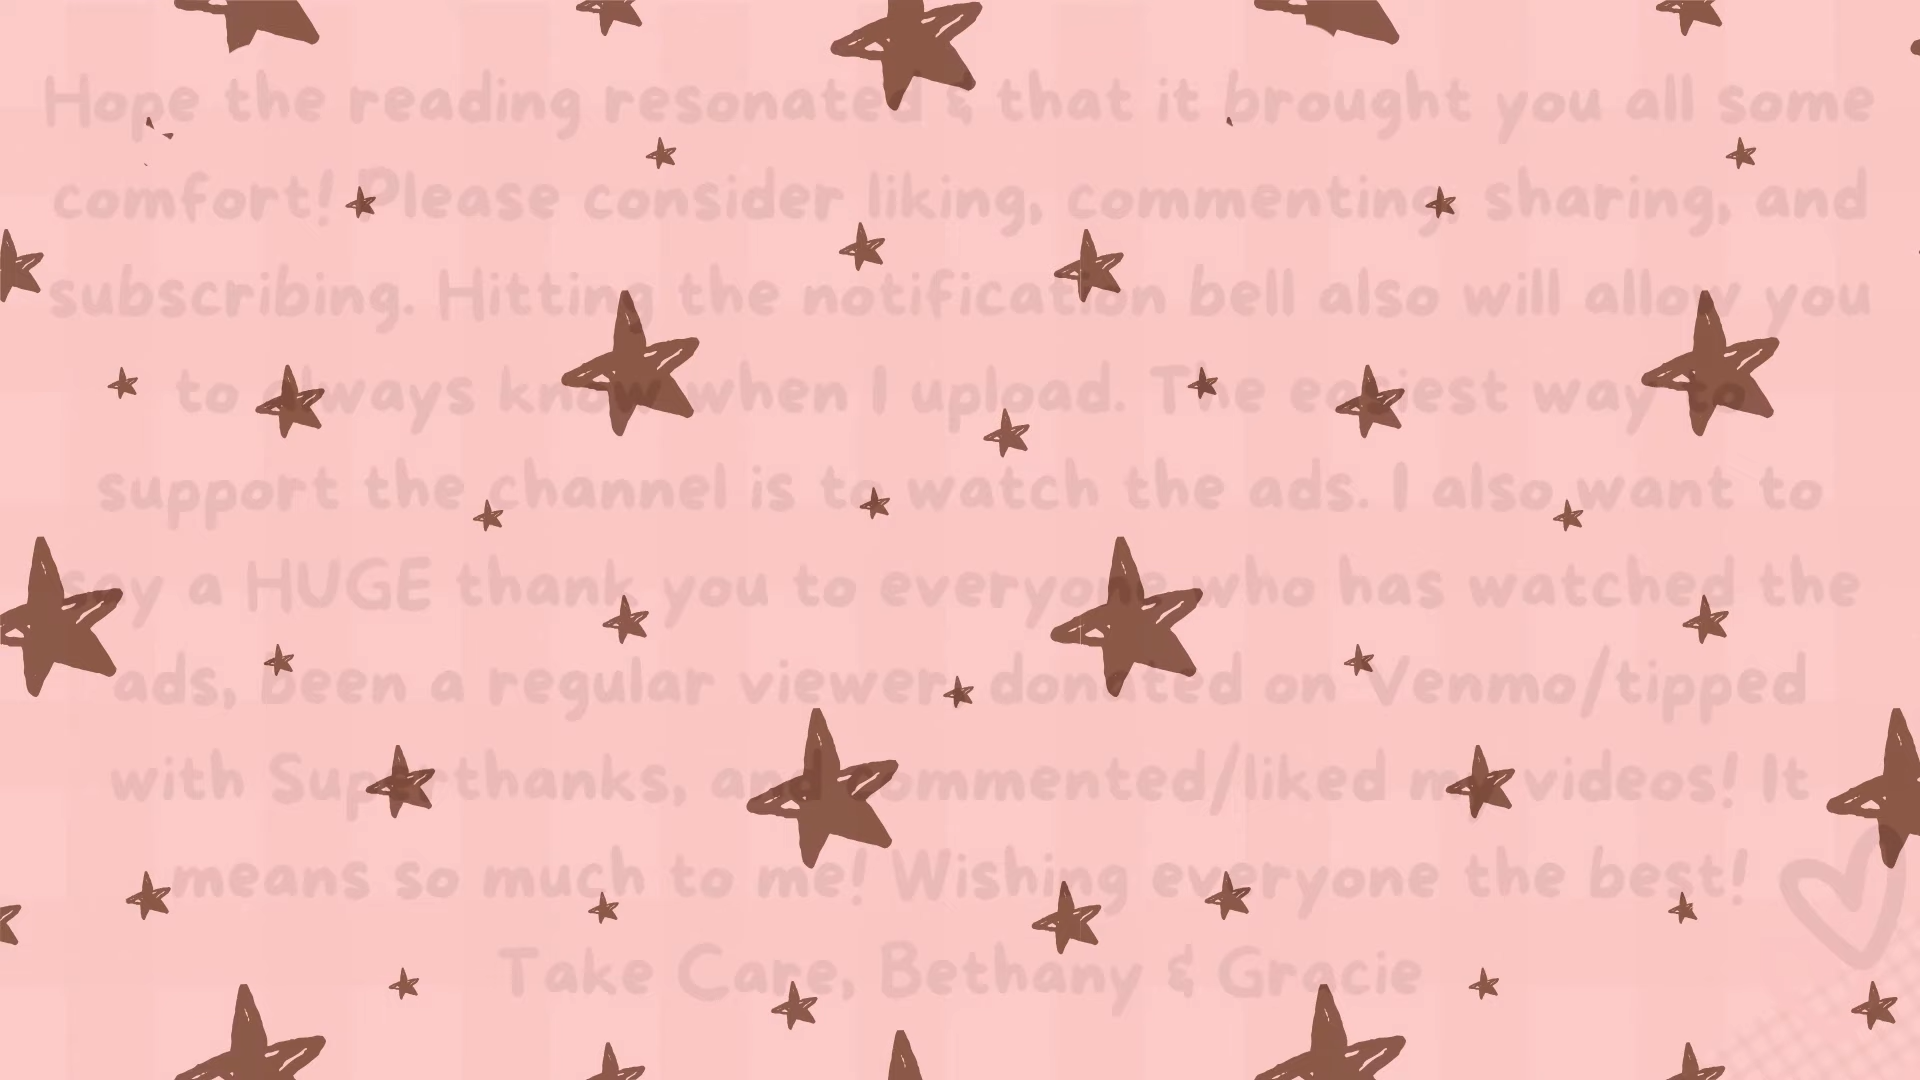 Hope the reading resonated & that it brought you all some
comfort! Please consider liking, commenting, sharing, and
subscribing. Hitting the notification bell also will allow you
to always know when I upload. The easiest way to
support the channel is to watch the ads. I also want to
say a HUGE thank you to everyone who has watched the
ads, been a regular viewer, donated on Venmo/tipped
with Super thanks, and commented/liked my videos! It
means so much to me! Wishing everyone the best!
Take Care, Bethany & Gracie